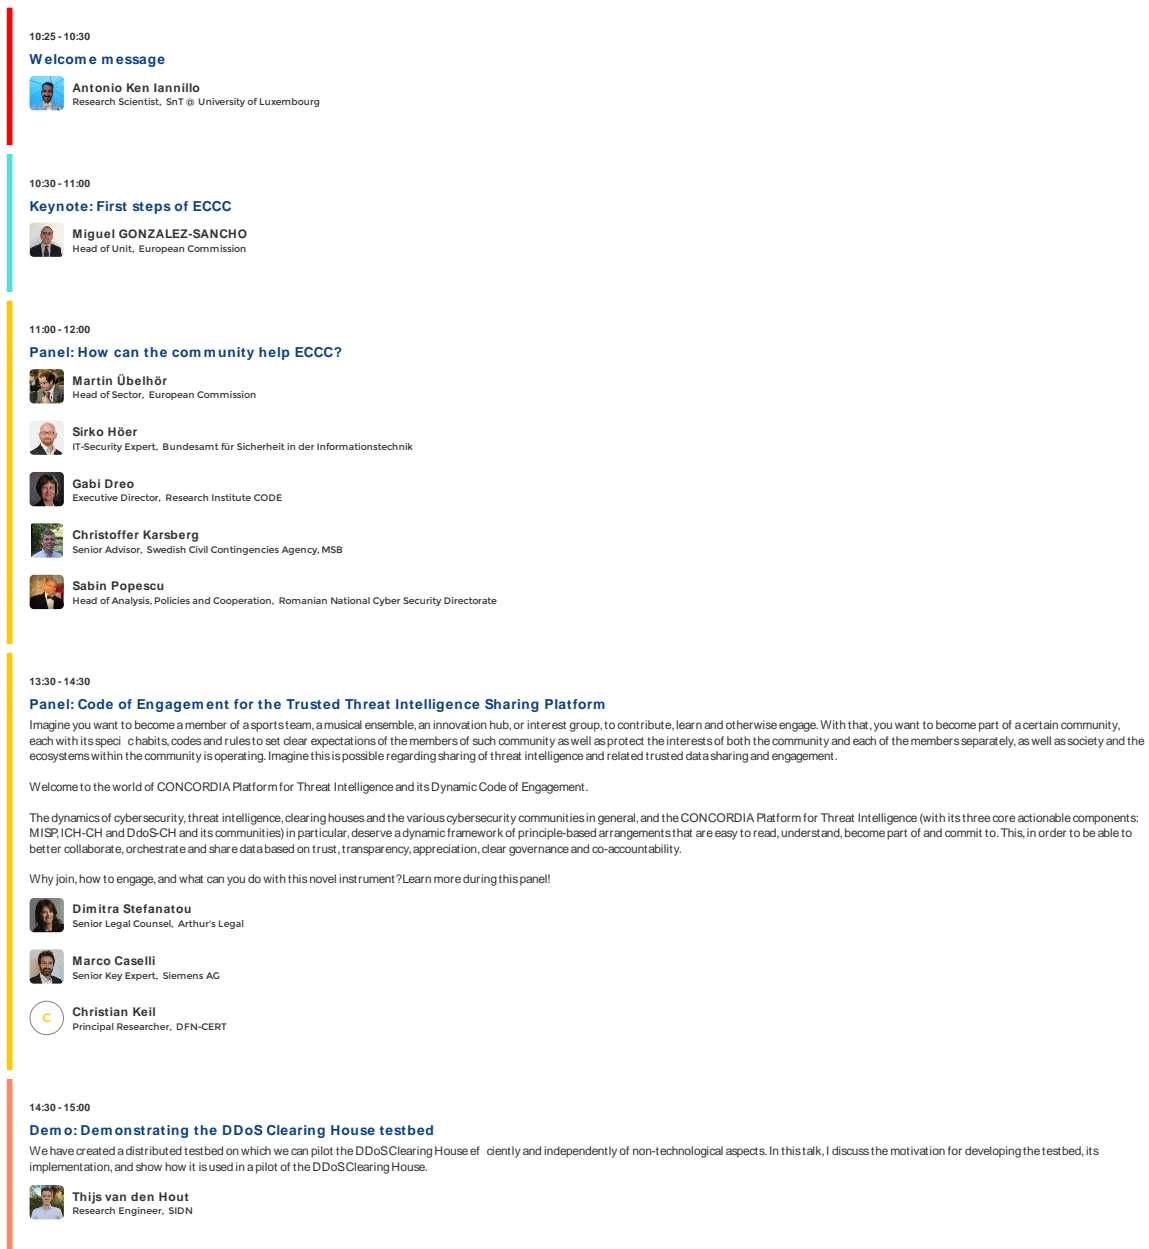 10:25 - 10:30
Welcome message
Antonio Ken Iannillo
Research Scientist, SnT @ University of Luxembourg
10:30 - 11:00
Keynote: First steps of ECCC
Miguel GONZALEZ-SANCHO
Head of Unit, European Commission
11:00 - 12:00
Panel: How can the community help ECCC?
Martin Übelhör
Head of Sector, European Commission
Sirko Höer
IT-Security Expert, Bundesamt für Sicherheit in der Informationstechnik
Gabi Dreo
Executive Director, Research Institute CODE
Christoffer Karsberg
Senior Advisor, Swedish Civil Contingencies Agency, MSB
Sabin Popescu
Head of Analysis, Policies and Cooperation, Romanian National Cyber Security Directorate
13:30 - 14:30
Panel: Code of Engagement for the Trusted Threat Intelligence Sharing Platform
Imagine you want to become a member of a sports team, a musical ensemble, an innovation hub, or interest group, to contribute, learn and otherwise engage. With that, you want to become part of a certain community,
each with its speci c habits, codes and rules to set clear expectations of the members of such community as well as protect the interests of both the community and each of the members separately, as well as society and the
ecosystems within the community is operating. Imagine this is possible regarding sharing of threat intelligence and related trusted data sharing and engagement.
Welcome to the world of CONCORDIA Platform for Threat Intelligence and its Dynamic Code of Engagement.
The dynamics of cybersecurity, threat intelligence, clearing houses and the various cybersecurity communities in general, and the CONCORDIA Platform for Threat Intelligence (with its three core actionable components:
MISP, ICH-CH and DdoS-CH and its communities) in particular, deserve a dynamic framework of principle-based arrangements that are easy to read, understand, become part of and commit to. This, in order to be able to
better collaborate, orchestrate and share data based on trust, transparency, appreciation, clear governance and co-accountability.
Why join, how to engage, and what can you do with this novel instrument? Learn more during this panel!
Dimitra Stefanatou
Senior Legal Counsel, Arthur's Legal
Marco Caselli
Senior Key Expert, Siemens AG
C
Christian Keil
Principal Researcher, DFN-CERT
14:30 - 15:00
Demo: Demonstrating the DDoS Clearing House testbed
We have created a distributed testbed on which we can pilot the DDoS Clearing House ef ciently and independently of non-technological aspects. In this talk, I discuss the motivation for developing the testbed, its
implementation, and show how it is used in a pilot of the DDoS Clearing House.
Thijs van den Hout
Research Engineer, SIDN